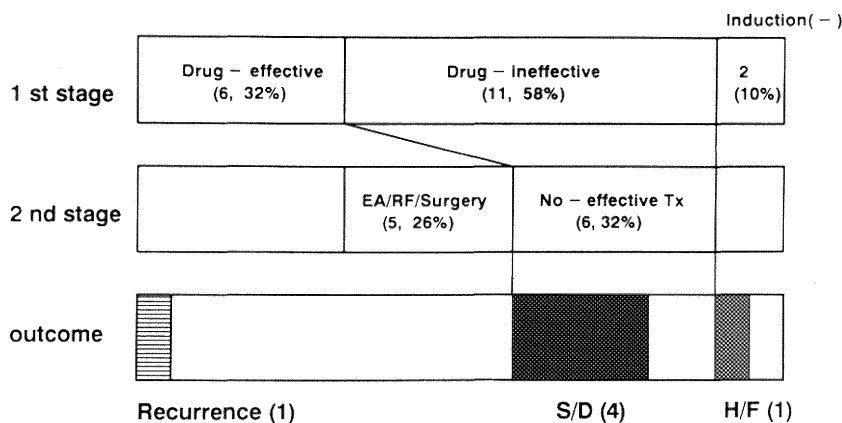 Induction(−)
1 st stage
Drug − effective
(6, 32%)
Drug − ineffective
(11, 58%)
2
(10%)
2 nd stage
EA/RF/Surgery
(5, 26%)
No − effective Tx
(6,32%)
outcome
Recurrence (1)
S/D (4)
H/F (1)